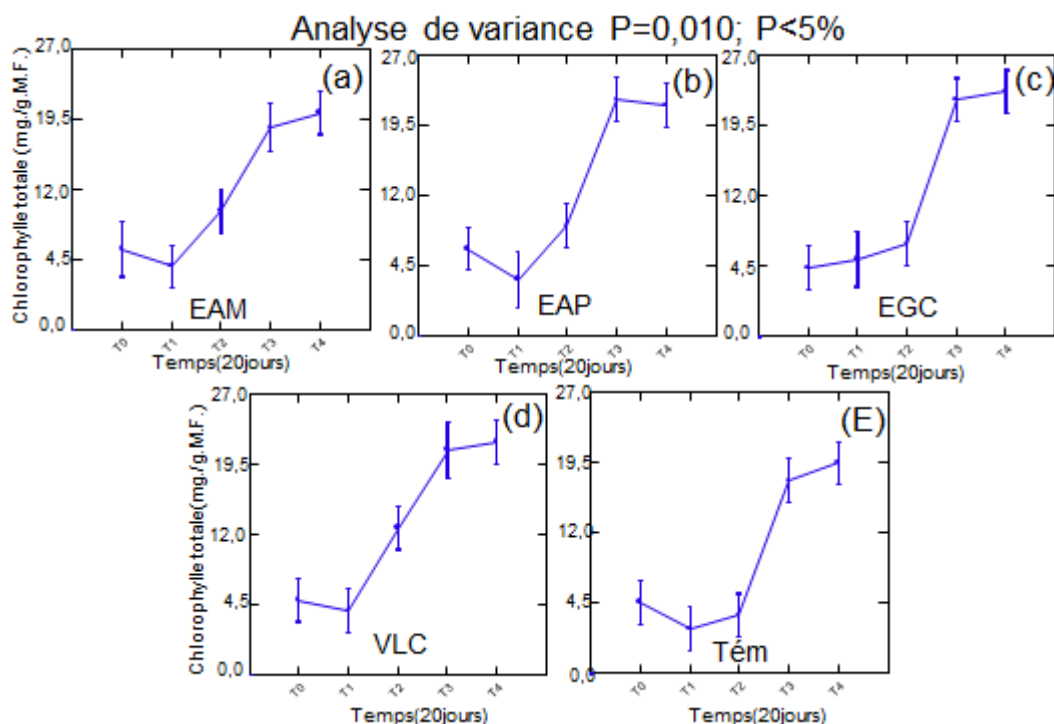 Analyse de variance P=0,010; P<5%
Chlorophylle totale (mg./g.M.F.)
27,0
19,5
12,0
4,5
0,0
(a)
EAM
T0 T1 T2 T3 T4
Temps(20jours)
27,0
19,5
12,0
4,5
0,0
(b)
EAP
T0 T1 T2 T3 T4
Temps(20jours)
27,0
19,5
12,0
4,5
0,0
(c)
EGC
T0 T1 T2 T3 T4
Temps(20jours)
Chlorophylle totale(mg./g.M.F.)
27,0
19,5
12,0
4,5
0,0
(d)
VLC
T0 T1 T2 T3 T4
Temps(20jours)
27,0
19,5
12,0
4,5
0,0
(E)
Tém
T0 T1 T2 T3 T4
Temps(20jours)